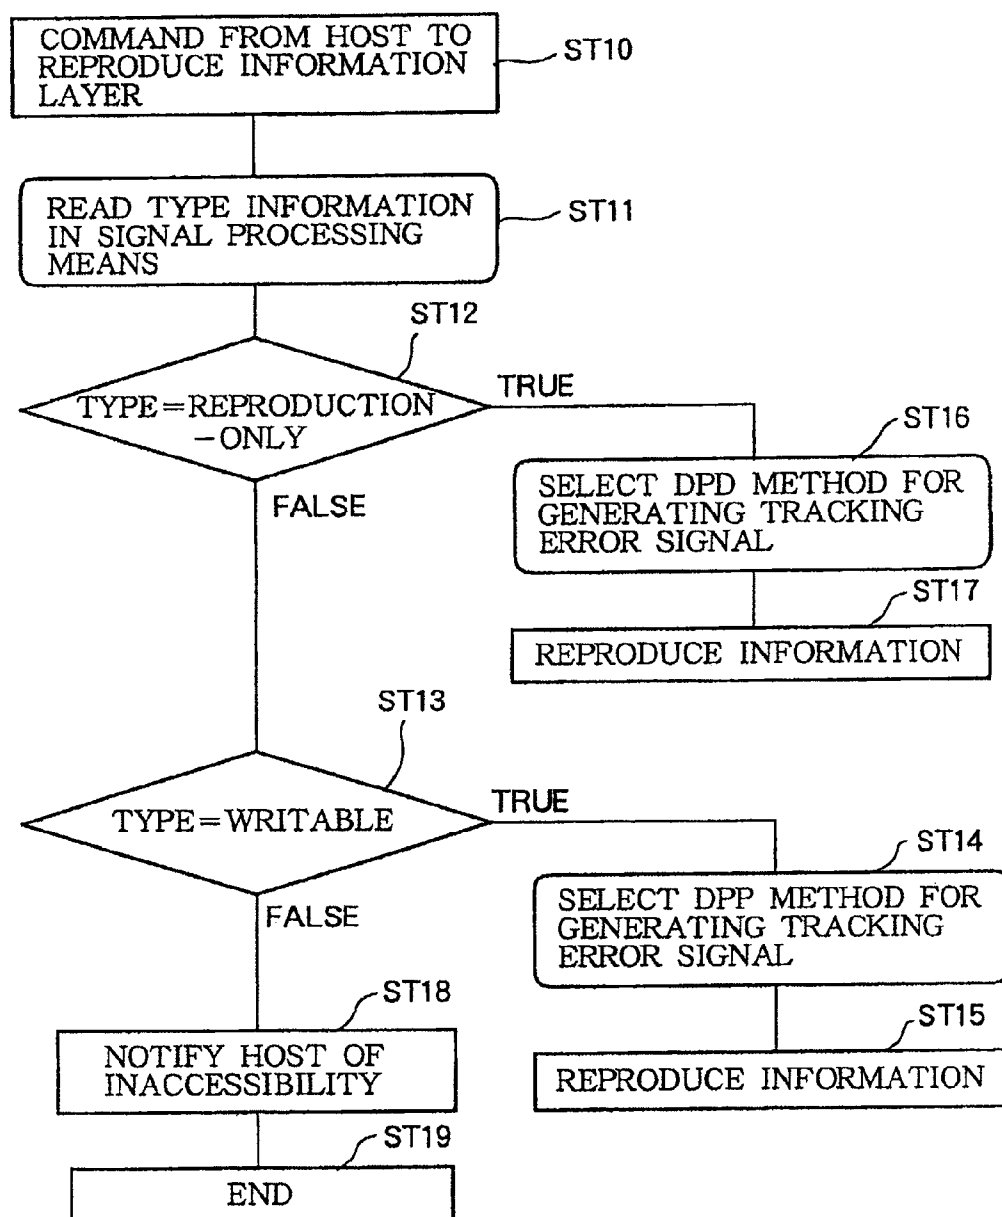 COMMAND FROM HOST TO
REPRODUCE INFORMATION
LAYER
ST10
READ TYPE INFORMATION
IN SIGNAL PROCESSING
MEANS
ST11
ST12
TYPE=REPRODUCTION
-ONLY
TRUE
FALSE
ST16
SELECT DPD METHOD FOR
GENERATING TRACKING
ERROR SIGNAL
ST17
REPRODUCE INFORMATION
ST13
TYPE=WRITABLE
TRUE
FALSE
ST14
SELECT DPP METHOD FOR
GENERATING TRACKING
ERROR SIGNAL
ST15
REPRODUCE INFORMATION
ST18
NOTIFY HOST OF
INACCESSIBILITY
ST19
END